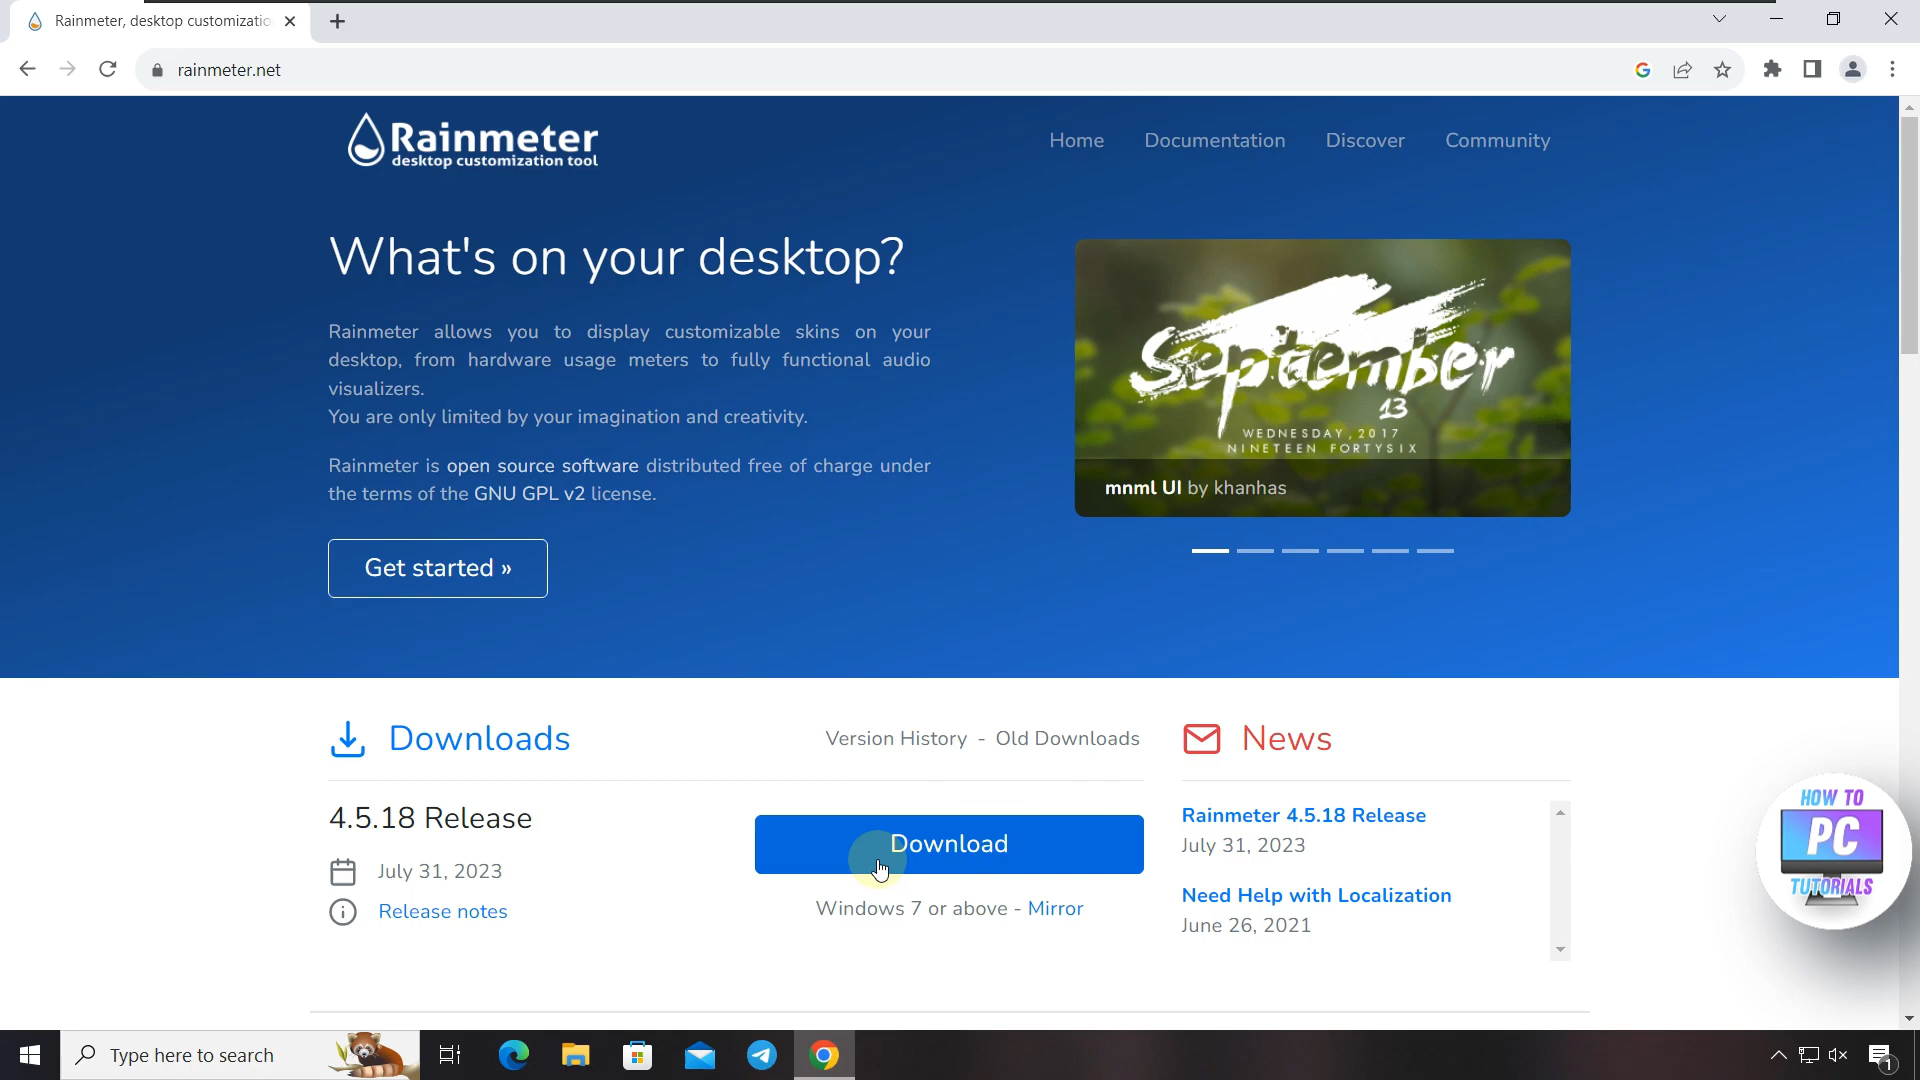 Rainmeter, desktop customizatio
rainmeter.net
Rainmeter
desktop customization tool
Home
Documentation
Discover
Community
What's on your desktop?
Rainmeter allows you to display customizable skins on your
desktop, from hardware usage meters to fully functional audio
visualizers.
You are only limited by your imagination and creativity.
Rainmeter is open source software distributed free of charge under
the terms of the GNU GPL v2 license.
Get started »
September
13
WEDNESDAY, 2017
NINETEEN FORTYSIX
mnml UI by khanhas
Downloads
Version History - Old Downloads
4.5.18 Release
July 31, 2023
Release notes
Download
Windows 7 or above - Mirror
News
Rainmeter 4.5.18 Release
July 31, 2023
Need Help with Localization
June 26, 2021
HOW TO
PC
TUTORIALS
Type here to search
1